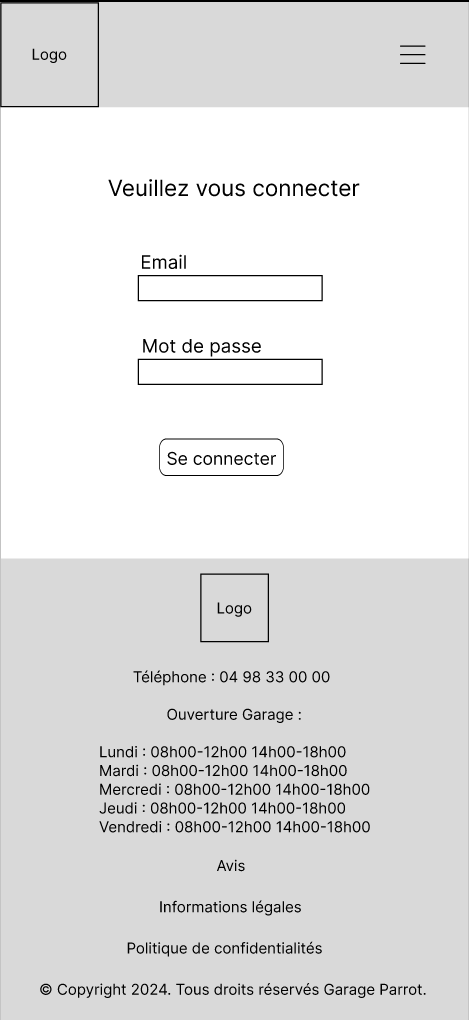 Logo
Veuillez vous connecter
Email
Mot de passe
Se connecter
Logo
Téléphone : 04 98 33 00 00
Ouverture Garage :
Lundi : 08h00-12h00 14h00-18h00
Mardi : 08h00-12h00 14h00-18h00
Mercredi : 08h00-12h00 14h00-18h00
Jeudi : 08h00-12h00 14h00-18h00
Vendredi : 08h00-12h00 14h00-18h00
Avis
Informations légales
Politique de confidentialités
© Copyright 2024. Tous droits réservés Garage Parrot.